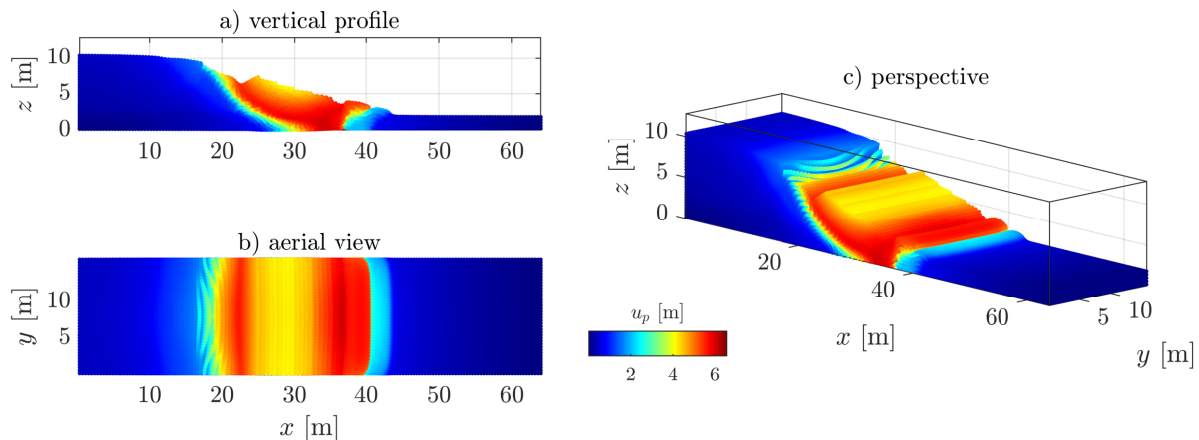 a) vertical profile
10
5
0
z [m]
10 20 30 40 50 60
b) aerial view
10
5
y [m]
10 20 30 40 50 60
x [m]
c) perspective
10
5
0
z [m]
20
40
60
x [m]
5
10
y [m]
u_p [m]
2 4 6